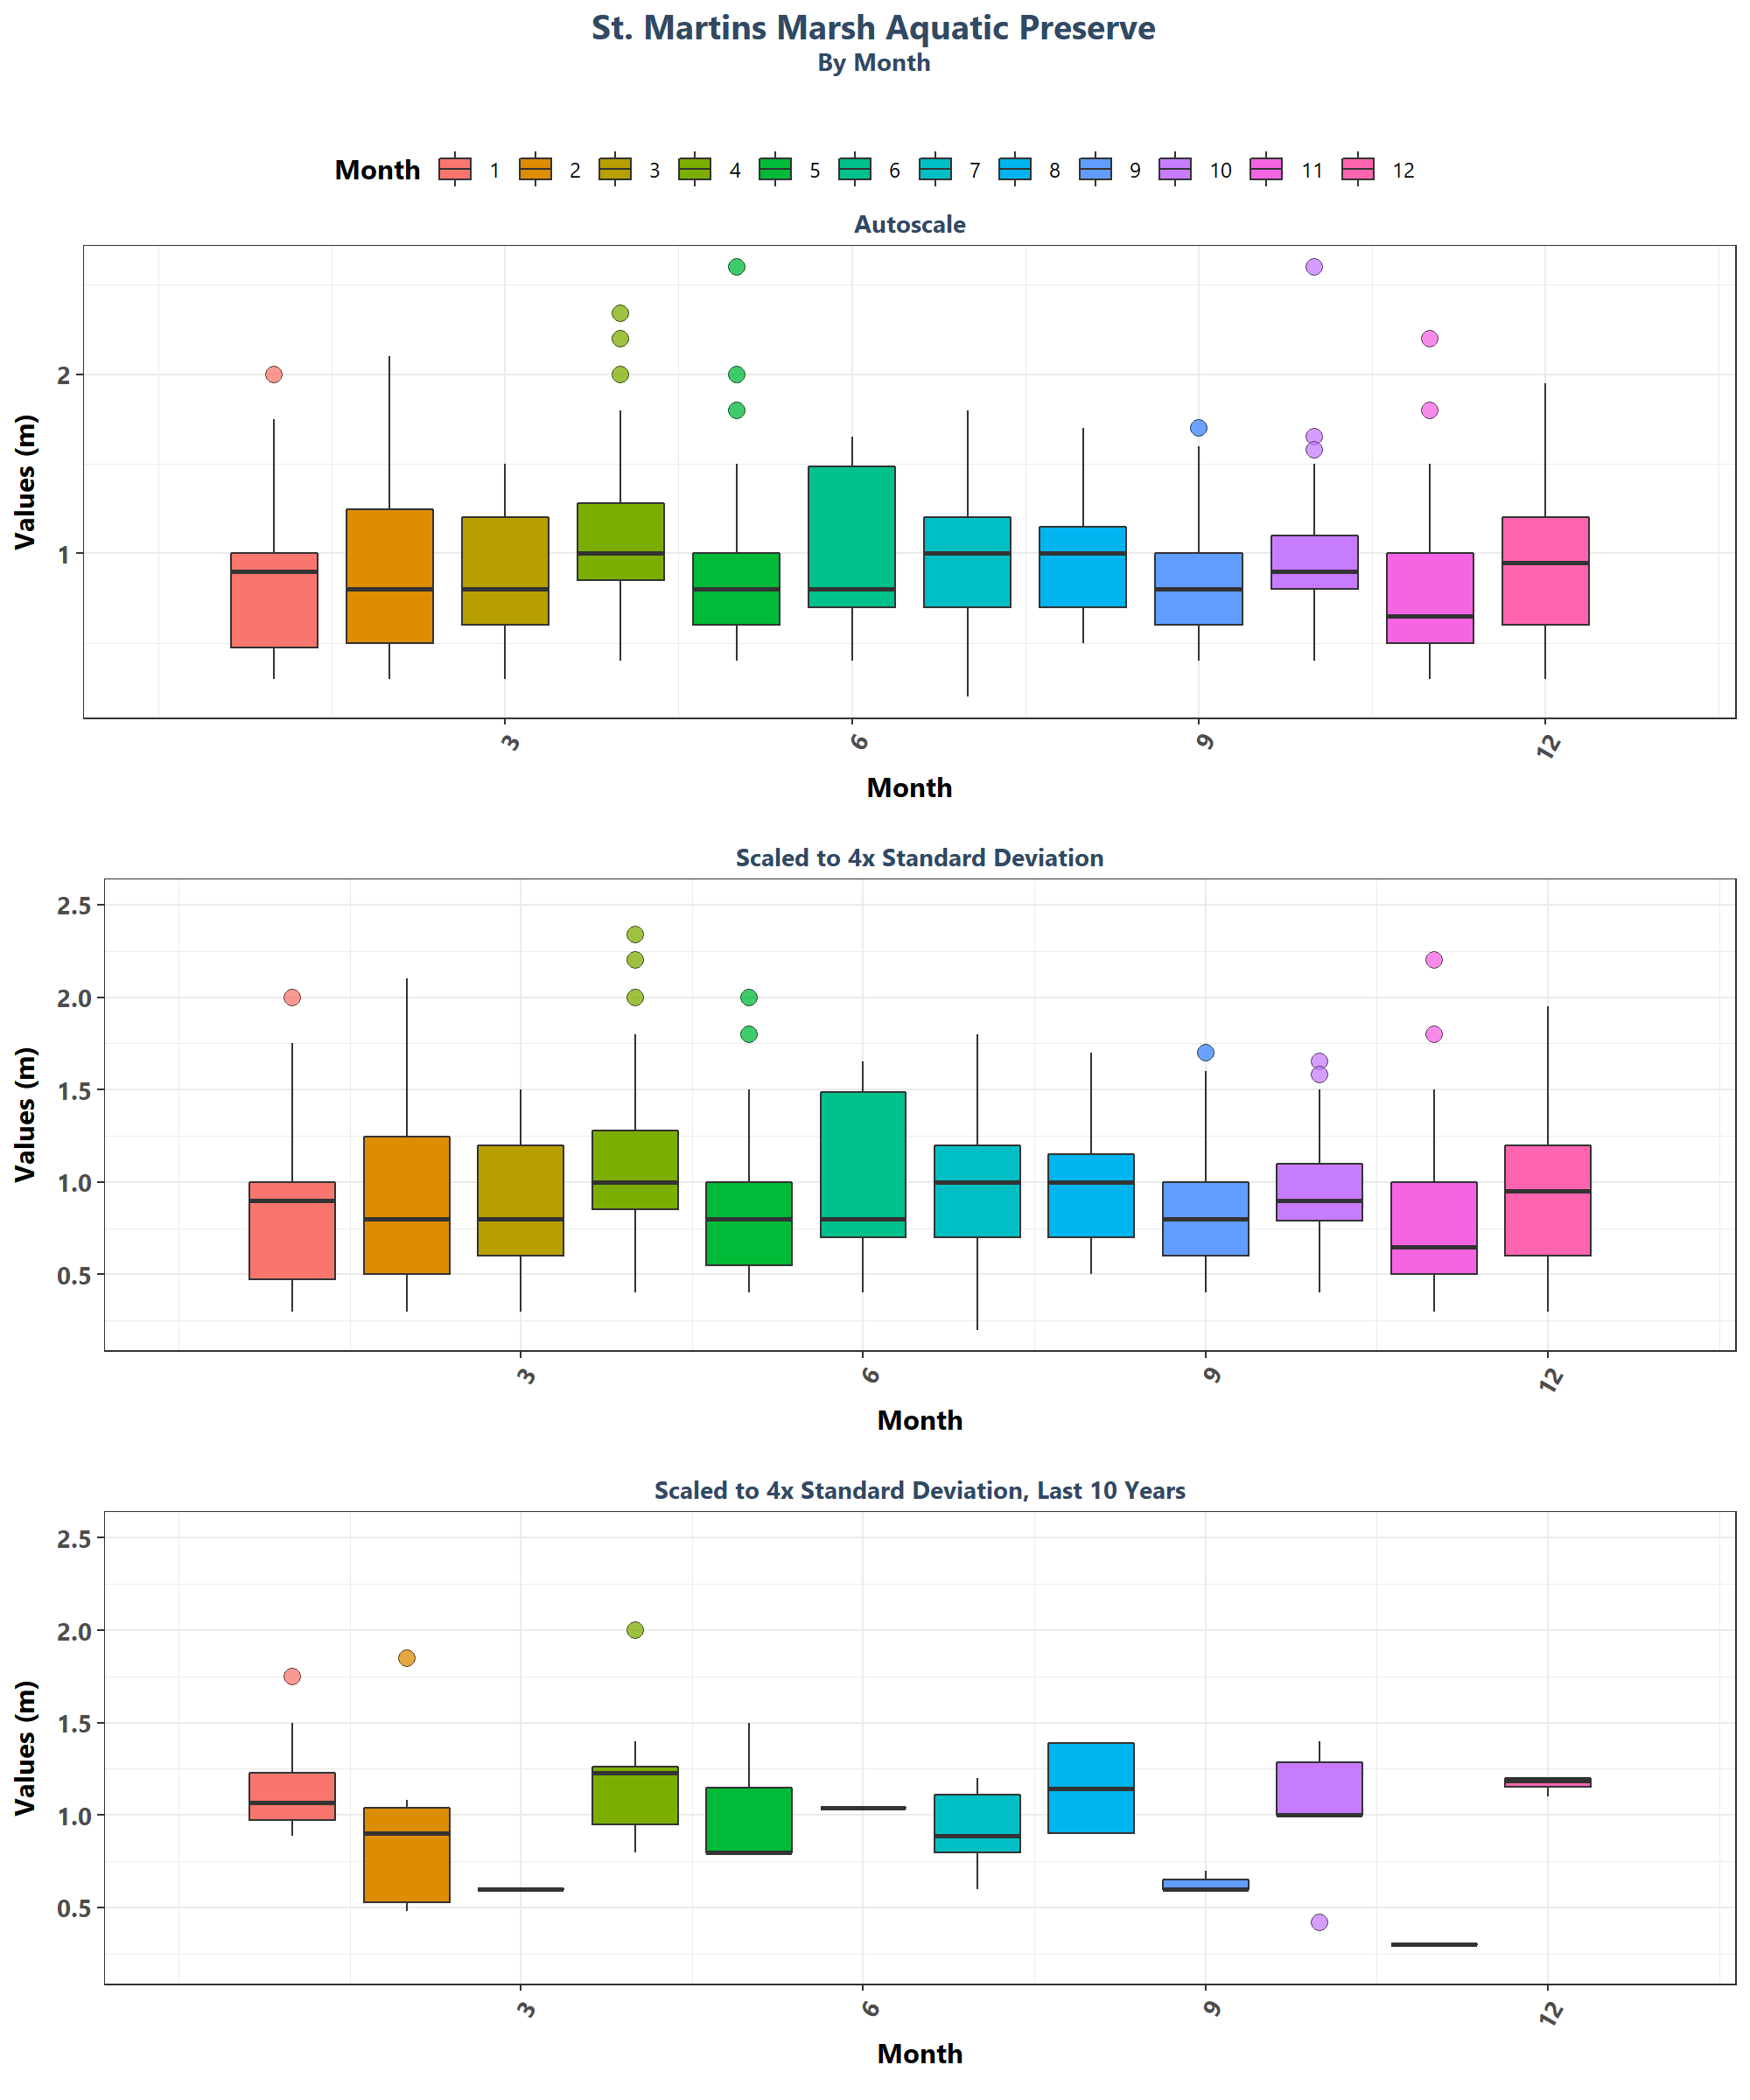 St. Martins Marsh Aquatic Preserve
By Month
Month 1 2 3 4 5 6 7 8 9 10 11 12
Autoscale
Values (m)
2
1
3 6 9 12
Month
Scaled to 4x Standard Deviation
Values (m)
2.5
2.0
1.5
1.0
0.5
3 6 9 12
Month
Scaled to 4x Standard Deviation, Last 10 Years
Values (m)
2.5
2.0
1.5
1.0
0.5
3 6 9 12
Month